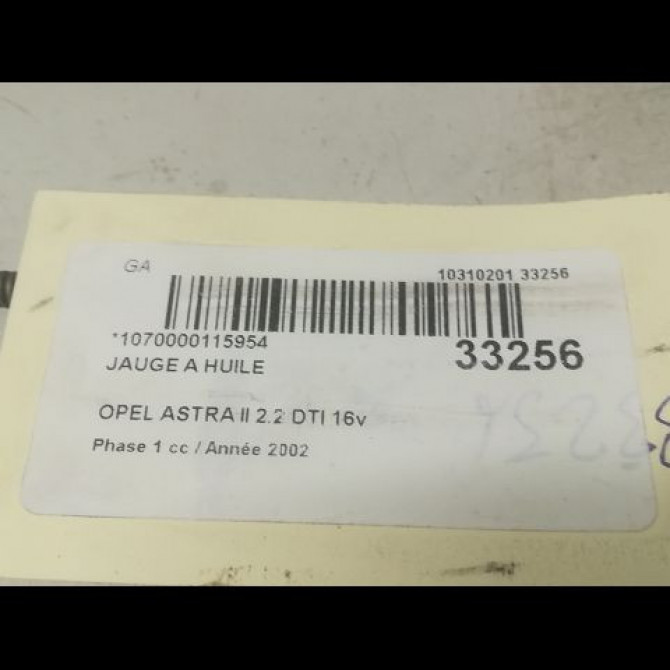 GA
10310201 33256
*1070000115954
33256
JAUGE A HUILE
OPEL ASTRA II 2.2 DTI 16v
Phase 1 cc / Année 2002